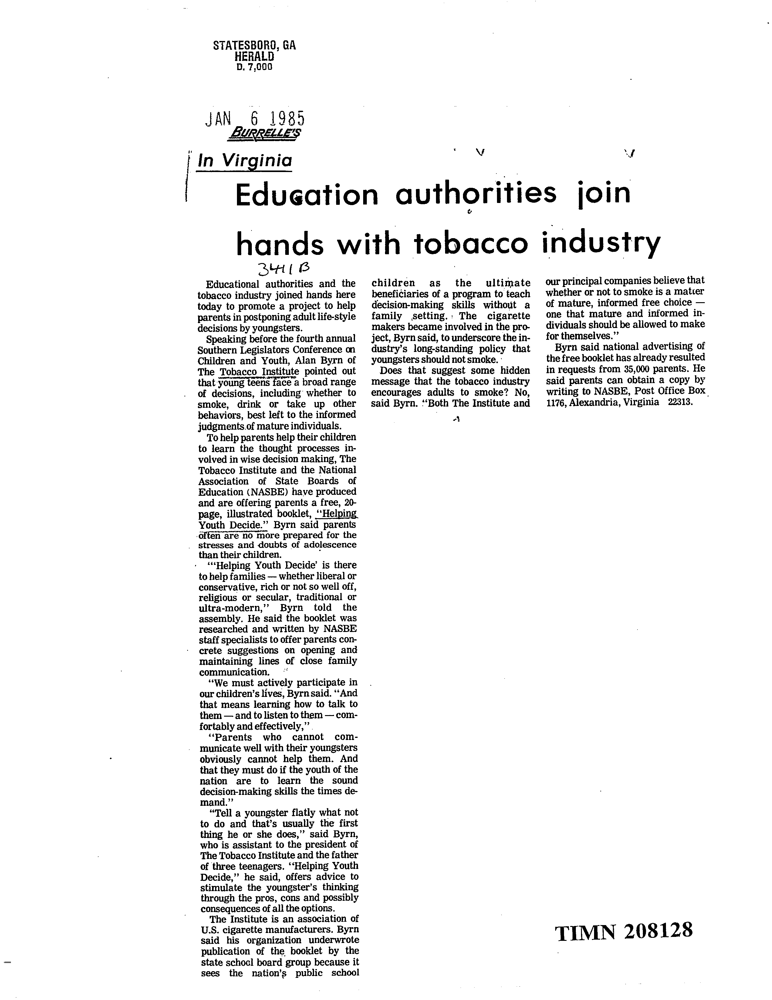 STATESBORO, GA
HERALD
D. 7,000
JAN 6 1985
BURRELLE'S
In Virginia
Education authorities join
hands with tobacco industry
3411 B
Educational authorities and the
tobacco industry joined hands here
today to promote a project to help
parents in postponing adult life-style
decisions by youngsters.
Speaking before the fourth annual
Southern Legislators Conference on
Children and Youth, Alan Byrn of
The Tobacco Institute pointed out
that young teens face a broad range
of decisions, including whether to
smoke, drink or take up other
behaviors, best left to the informed
judgments of mature individuals.
To help parents help their children
to learn the thought processes in-
volved in wise decision making, The
Tobacco Institute and the National
Association of State Boards of
Education (NASBE) have produced
and are offering parents a free, 20-
page, illustrated booklet, "Helping
Youth Decide." Byrn said parents
often are no more prepared for the
stresses and doubts of adolescence
than their children.
"'Helping Youth Decide' is there
to help families — whether liberal or
conservative, rich or not so well off,
religious or secular, traditional or
ultra-modern," Byrn told the
assembly. He said the booklet was
researched and written by NASBE
staff specialists to offer parents con-
crete suggestions on opening and
maintaining lines of close family
communication.
"We must actively participate in
our children's lives, Byrn said. "And
that means learning how to talk to
them — and to listen to them — com-
fortably and effectively,"
"Parents who cannot com-
municate well with their youngsters
obviously cannot help them. And
that they must do if the youth of the
nation are to learn the sound
decision-making skills the times de-
mand."
"Tell a youngster flatly what not
to do and that's usually the first
thing he or she does," said Byrn,
who is assistant to the president of
The Tobacco Institute and the father
of three teenagers. "Helping Youth
Decide," he said, offers advice to
stimulate the youngster's thinking
through the pros, cons and possibly
consequences of all the options.
The Institute is an association of
U.S. cigarette manufacturers. Byrn
said his organization underwrote
publication of the booklet by the
state school board group because it
sees the nation's public school
children as the ultimate
beneficiaries of a program to teach
decision-making skills without a
family setting. The cigarette
makers became involved in the pro-
ject, Byrn said, to underscore the in-
dustry's long-standing policy that
youngsters should not smoke.
Does that suggest some hidden
message that the tobacco industry
encourages adults to smoke? No,
said Byrn. "Both The Institute and
our principal companies believe that
whether or not to smoke is a matter
of mature, informed free choice —
one that mature and informed in-
dividuals should be allowed to make
for themselves."
Byrn said national advertising of
the free booklet has already resulted
in requests from 35,000 parents. He
said parents can obtain a copy by
writing to NASBE, Post Office Box
1176, Alexandria, Virginia 22313.
TIMN 208128